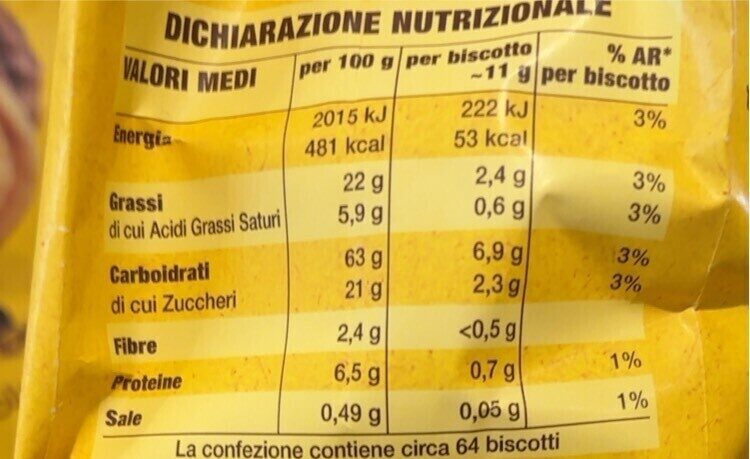 DICHIARAZIONE NUTRIZIONALE
VALORI MEDI per 100 g per biscotto ~11 g % AR* per biscotto
Energia 2015 kJ 222 kJ 3%
481 kcal 53 kcal
Grassi 22 g 2,4 g 3%
di cui Acidi Grassi Saturi 5,9 g 0,6 g 3%
Carboidrati 63 g 6,9 g 3%
di cui Zuccheri 21 g 2,3 g 3%
Fibre 2,4 g <0,5 g
Proteine 6,5 g 0,7 g 1%
Sale 0,49 g 0,05 g 1%
La confezione contiene circa 64 biscotti